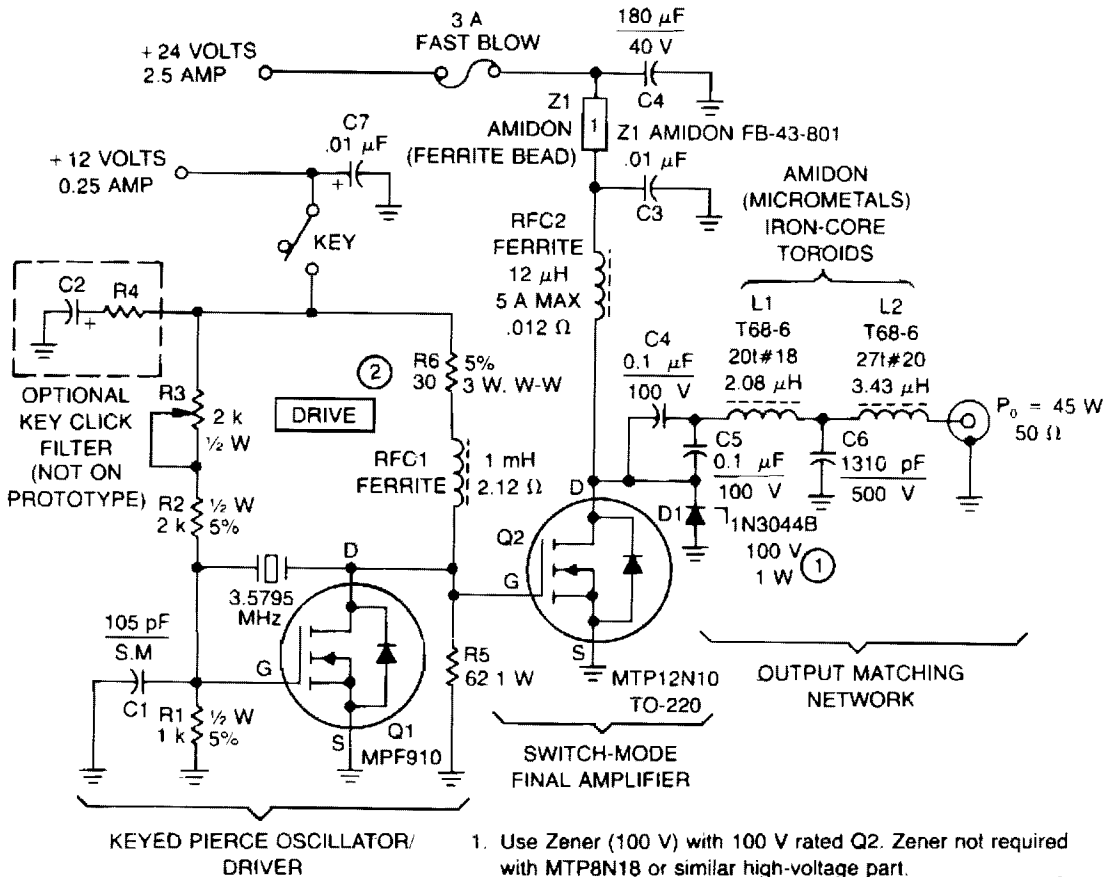 3 A
FAST BLOW
180 µF
40 V
+ 24 VOLTS
2.5 AMP
C4
Z1
AMIDON
(FERRITE BEAD)
1
Z1 AMIDON FB-43-801
C7
.01 µF
+
+ 12 VOLTS
0.25 AMP
.01 µF
C3
AMIDON
(MICROMETALS)
IRON-CORE
TOROIDS
KEY
RFC2
FERRITE
12 µH
5 A MAX
.012 Ω
C2
+
R4
L1
T68-6
20t#18
2.08 µH
L2
T68-6
27t#20
3.43 µH
C4
0.1 µF
100 V
OPTIONAL
KEY CLICK
FILTER
(NOT ON
PROTOTYPE)
R3
2 k
½ W
2
DRIVE
R6
30
5%
3 W. W-W
P₀ = 45 W
50 Ω
RFC1
FERRITE
1 mH
2.12 Ω
C5
0.1 µF
100 V
C6
1310 pF
500 V
R2
2 k
½ W
5%
D
D1
1N3044B
100 V
1 W
1
Q2
G
S
3.5795
MHz
D
105 pF
S.M
C1
G
R5
62 1 W
MTP12N10
TO-220
OUTPUT MATCHING
NETWORK
R1
1 k
½ W
5%
S
Q1
MPF910
SWITCH-MODE
FINAL AMPLIFIER
KEYED PIERCE OSCILLATOR/
DRIVER
1. Use Zener (100 V) with 100 V rated Q2. Zener not required
with MTP8N18 or similar high-voltage part.